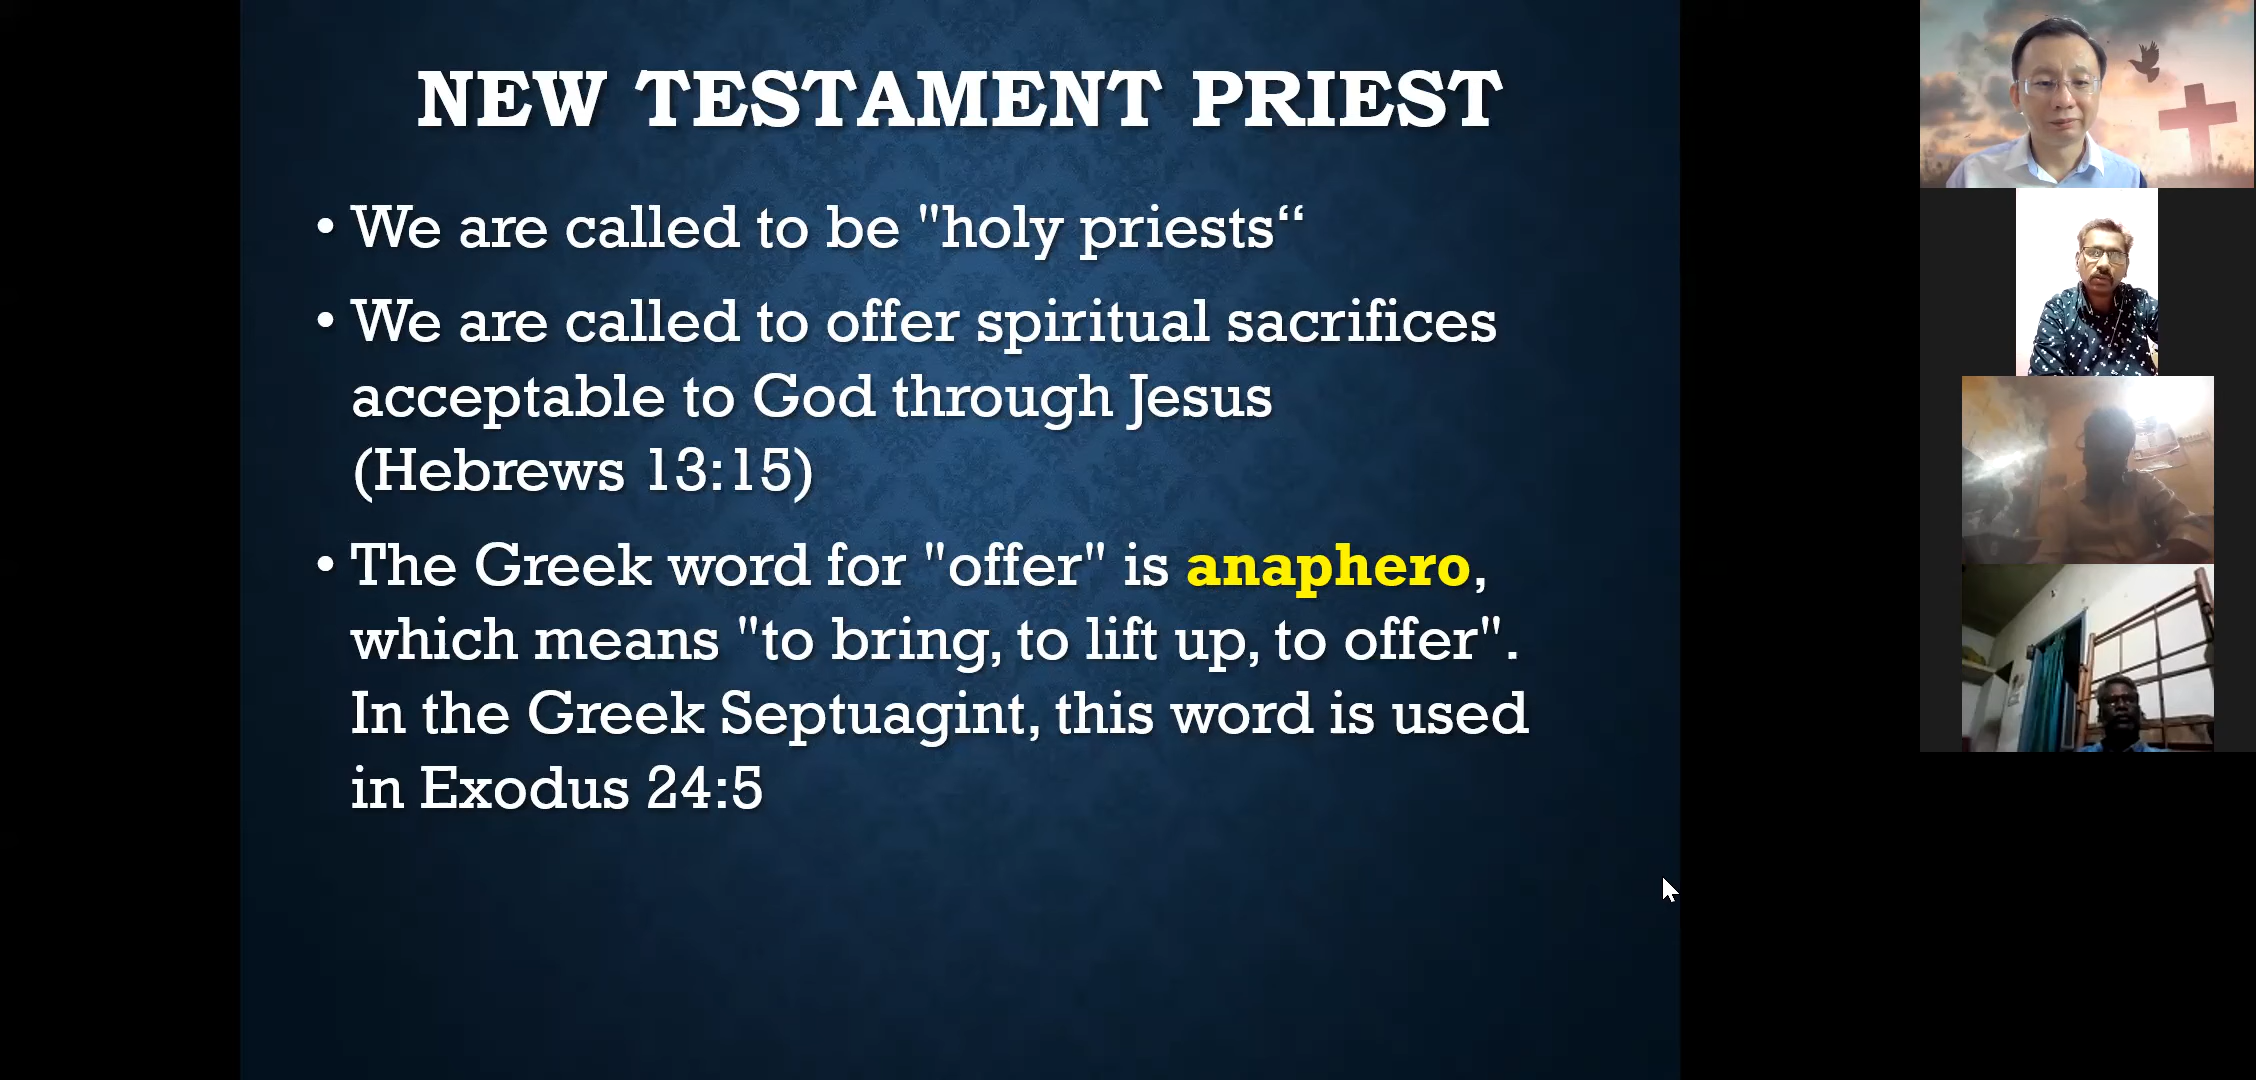 NEW TESTAMENT PRIEST
• We are called to be "holy priests“
• We are called to offer spiritual sacrifices
acceptable to God through Jesus
(Hebrews 13:15)
• The Greek word for "offer" is anaphero,
which means "to bring, to lift up, to offer".
In the Greek Septuagint, this word is used
in Exodus 24:5